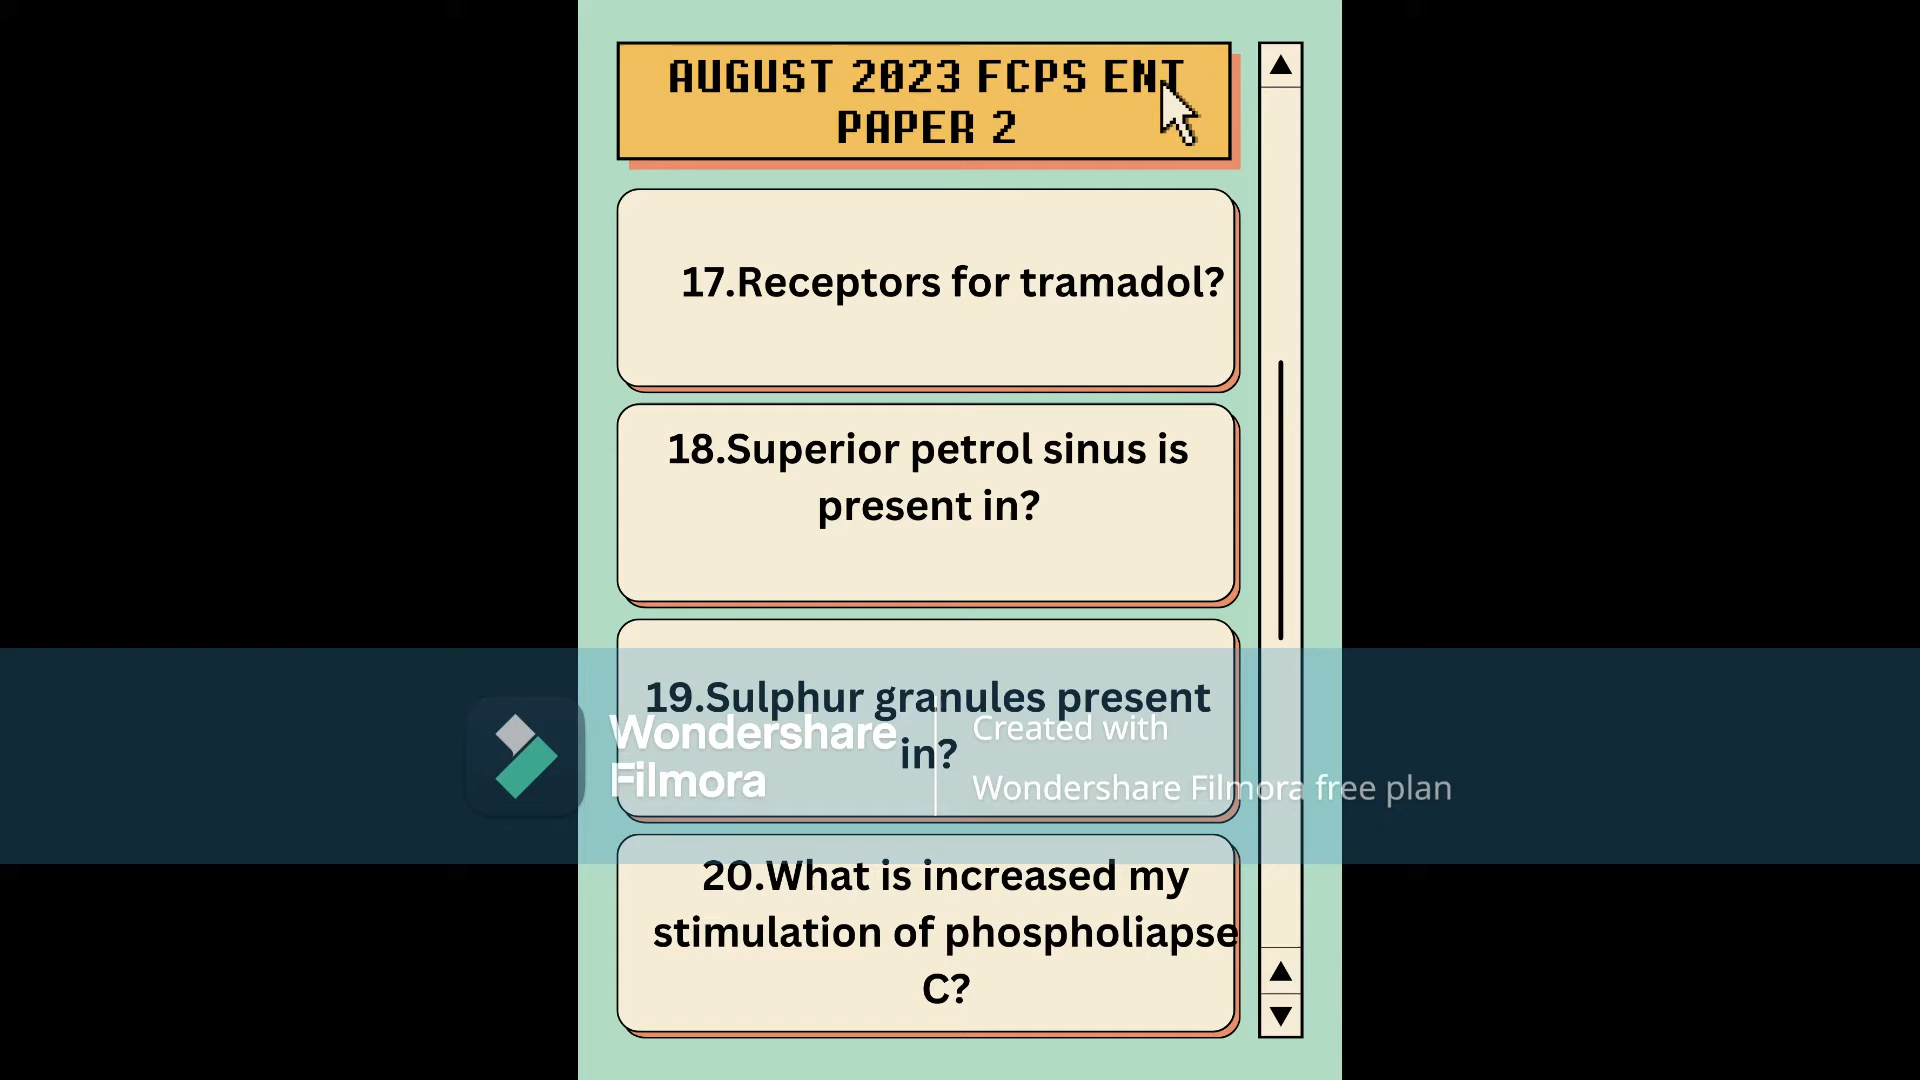 AUGUST 2023 FCPS ENT
PAPER 2
17.Receptors for tramadol?
18.Superior petrol sinus is
present in?
19.Sulphur granules present
in?
Wondershare
Filmora
Created with
Wondershare Filmora free plan
20.What is increased my
stimulation of phospholiapse
C?